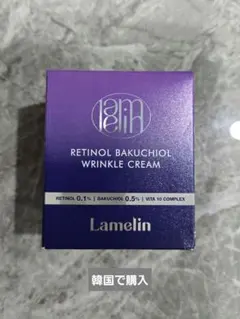 lamelin
RETINOL BAKUCHIOL
WRINKLE CREAM
RETINOL 0.1% | BAKUCHIOL 0.5% | VITA 10 COMPLEX
Lamelin
韓国で購入